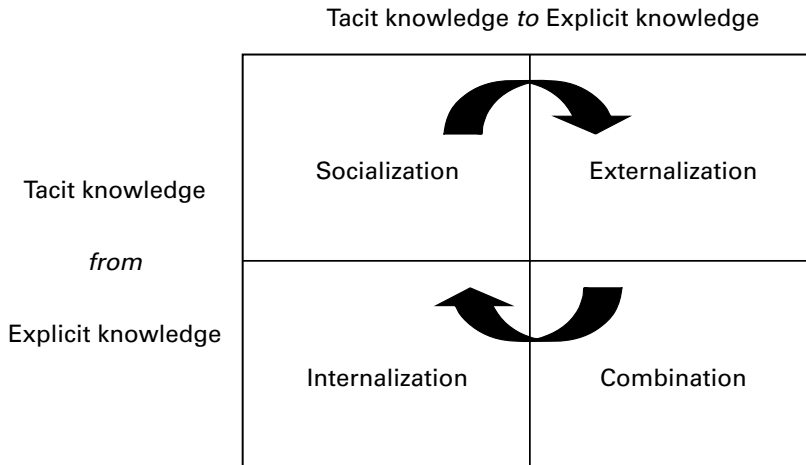 Tacit knowledge to Explicit knowledge
Socialization
Externalization
Tacit knowledge
from
Explicit knowledge
Internalization
Combination